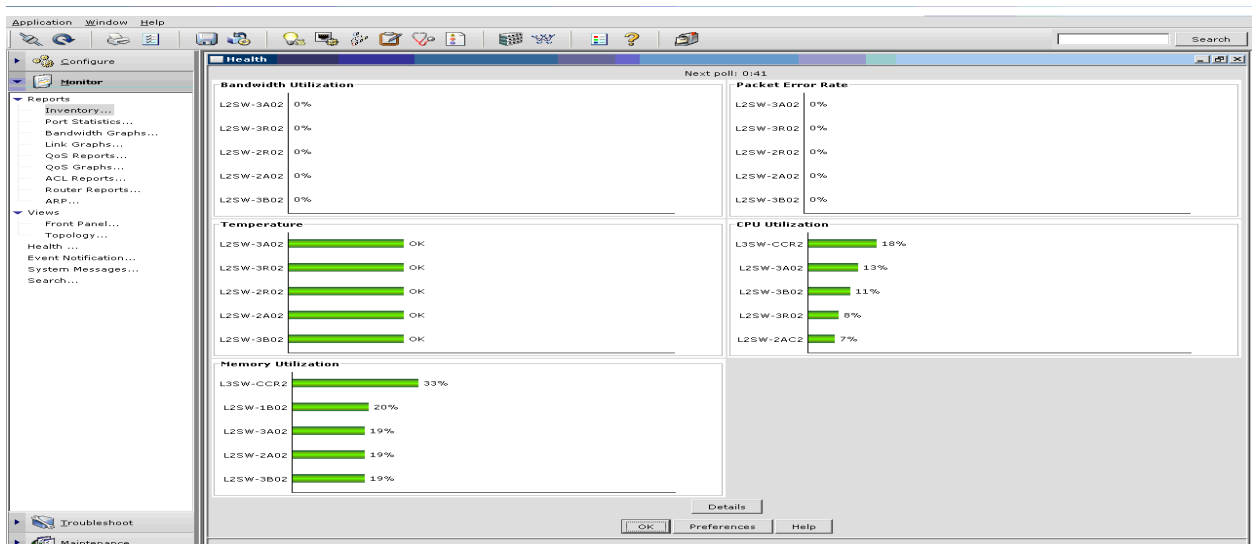 Application Window Help
Search
Configure
Monitor
Reports
Inventory...
Port Statistics...
Bandwidth Graphs...
Link Graphs...
QoS Reports...
QoS Graphs...
ACL Reports...
Router Reports...
ARP...
Views
Front Panel...
Topology...
Health ...
Event Notification...
System Messages...
Search...
Troubleshoot
Maintenance
Health
Next poll: 0:41
Bandwidth Utilization
L2SW-3A02 0%
L2SW-3R02 0%
L2SW-2R02 0%
L2SW-2A02 0%
L2SW-3B02 0%
Packet Error Rate
L2SW-3A02 0%
L2SW-3R02 0%
L2SW-2R02 0%
L2SW-2A02 0%
L2SW-3B02 0%
Temperature
L2SW-3A02 OK
L2SW-3R02 OK
L2SW-2R02 OK
L2SW-2A02 OK
L2SW-3B02 OK
CPU Utilization
L3SW-CCR2 18%
L2SW-3A02 13%
L2SW-3B02 11%
L2SW-3R02 8%
L2SW-2AC2 7%
Memory Utilization
L3SW-CCR2 33%
L2SW-1B02 20%
L2SW-3A02 19%
L2SW-2A02 19%
L2SW-3B02 19%
Details
OK Preferences Help